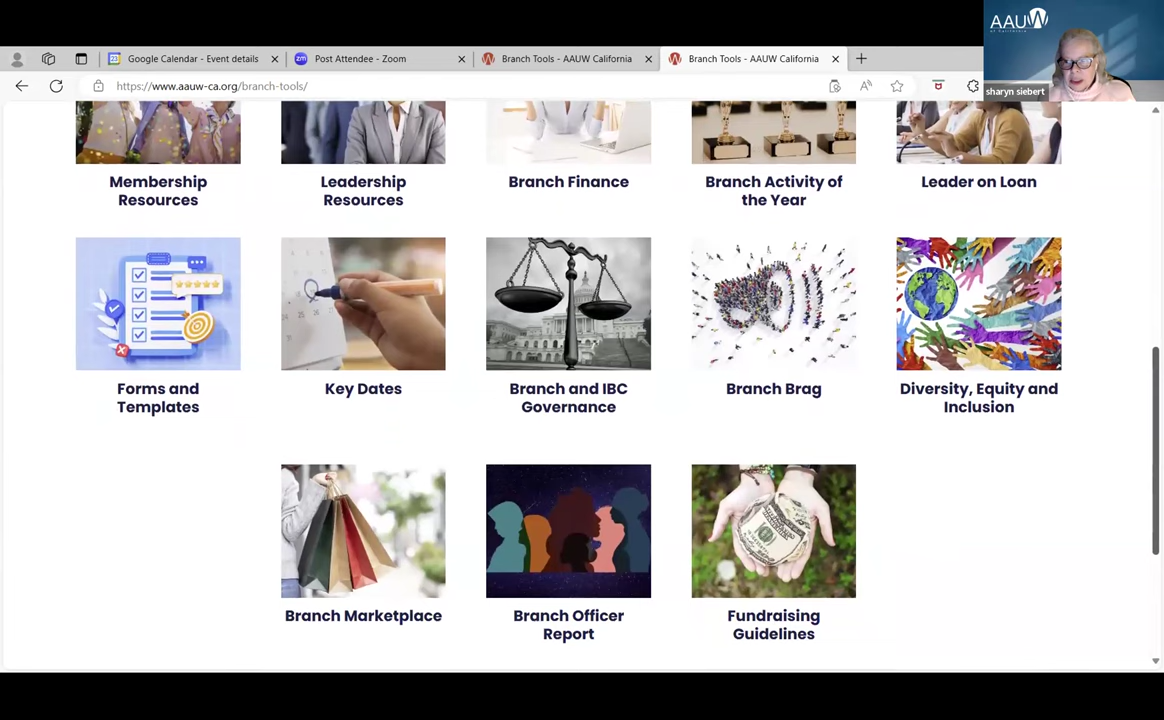 AAUW
of California
Google Calendar - Event details
Post Attendee - Zoom
Branch Tools - AAUW California
Branch Tools - AAUW California
sharyn siebert
https://www.aauw-ca.org/branch-tools/
Membership
Resources
Leadership
Resources
Branch Finance
Branch Activity of
the Year
Leader on Loan
Forms and
Templates
Key Dates
Branch and IBC
Governance
Branch Brag
Diversity, Equity and
Inclusion
Branch Marketplace
Branch Officer
Report
Fundraising
Guidelines